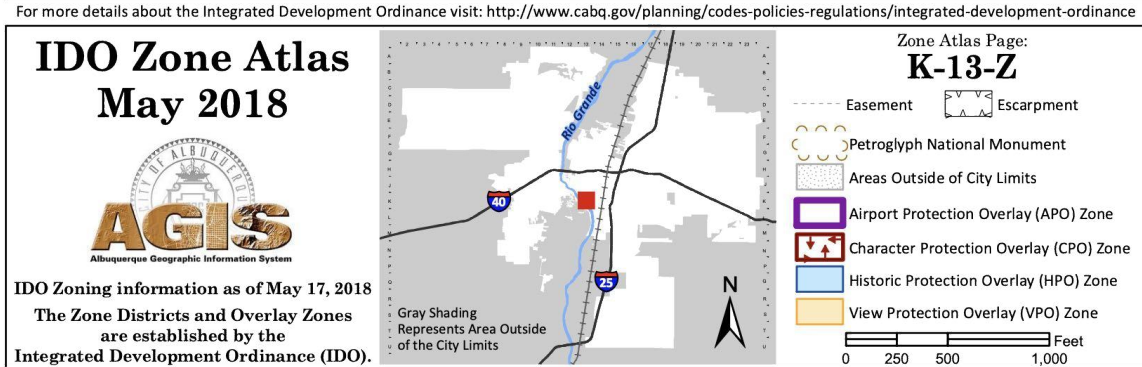 For more details about the Integrated Development Ordinance visit: http://www.cabq.gov/planning/codes-policies-regulations/integrated-development-ordinance
IDO Zone Atlas
May 2018
CITY OF ALBUQUERQUE
AGIS
Albuquerque Geographic Information System
IDO Zoning information as of May 17, 2018
The Zone Districts and Overlay Zones
are established by the
Integrated Development Ordinance (IDO).
Rio Grande
40
25
N
Gray Shading
Represents Area Outside
of the City Limits
Zone Atlas Page:
K-13-Z
Easement
Escarpment
Petroglyph National Monument
Areas Outside of City Limits
Airport Protection Overlay (APO) Zone
Character Protection Overlay (CPO) Zone
Historic Protection Overlay (HPO) Zone
View Protection Overlay (VPO) Zone
Feet
0 250 500 1,000